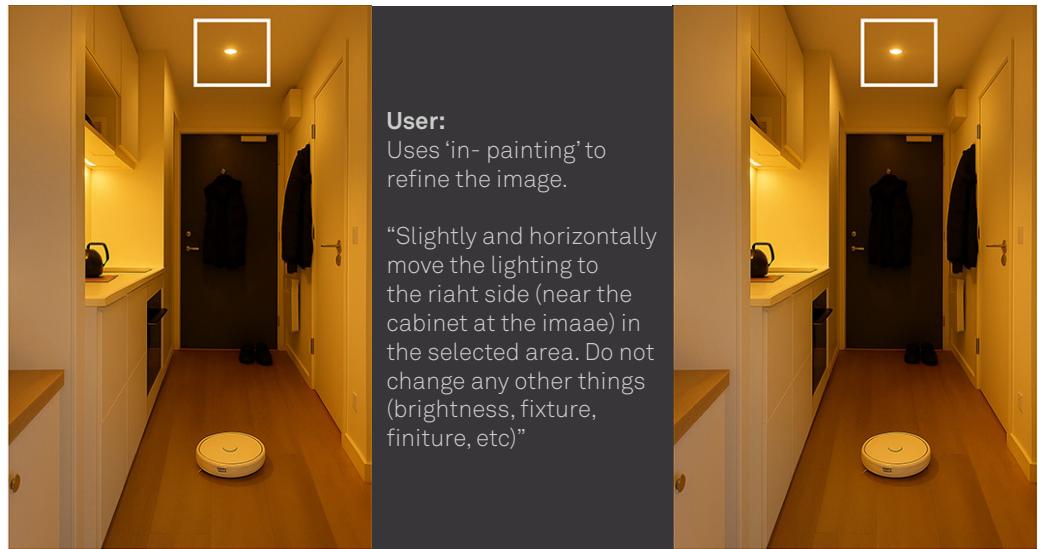 User:
Uses ‘in- painting’ to
refine the image.
“Slightly and horizontally
move the lighting to
the riaht side (near the
cabinet at the imaae) in
the selected area. Do not
change any other things
(brightness, fixture,
finiture, etc)”